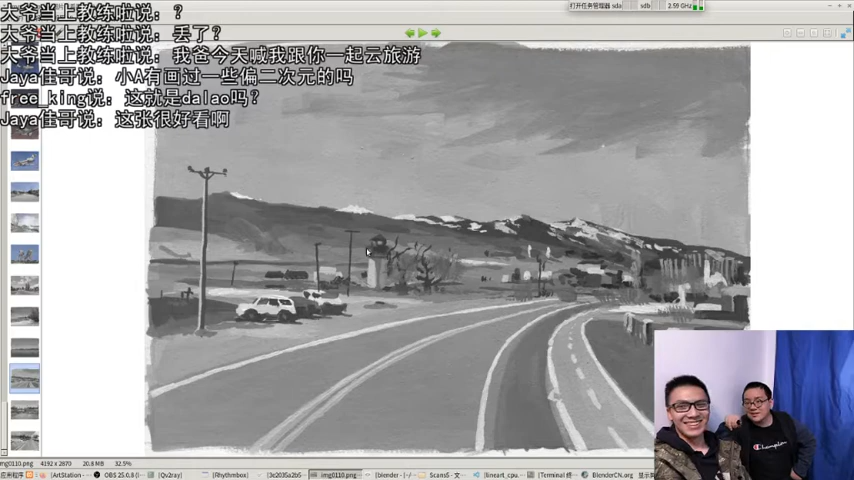 大爷当上教练啦说：？
打开任务管理器 sda
sdb
2.59 GHz
大爷当上教练啦说：丢了？
大爷当上教练啦说：我爸今天喊我跟你一起云旅游
Jaya佳哥说：小A有画过一些偏二次元的吗
free_king说：这就是dalao吗？
Jaya佳哥说：这张很好看啊
Champion
img0110.png
4192 x 2870
20.8 MB
32.5%
应用程序
(ArtStation -
OBS 25.0.8 (i
(Qv2ray)
(Rhythmbox)
[3c2035a2b5
img0110.png
[blender - [~/
Scans5 - 文
[lineart_cpu.
[Terminal 终
BlenderCN.org
显示